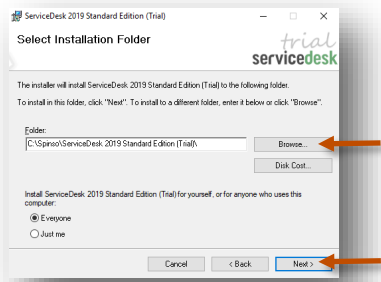 ServiceDesk 2019 Standard Edition (Trial)
Select Installation Folder
trial
servicedesk
The installer will install ServiceDesk 2019 Standard Edition (Trial) to the following folder.
To install in this folder, click "Next". To install to a different folder, enter it below or click "Browse".
Folder:
C:\Spinso\ServiceDesk 2019 Standard Edition (Trial)\
Browse...
Disk Cost...
Install ServiceDesk 2019 Standard Edition (Trial) for yourself, or for anyone who uses this
computer:
Everyone
Just me
Cancel
< Back
Next >